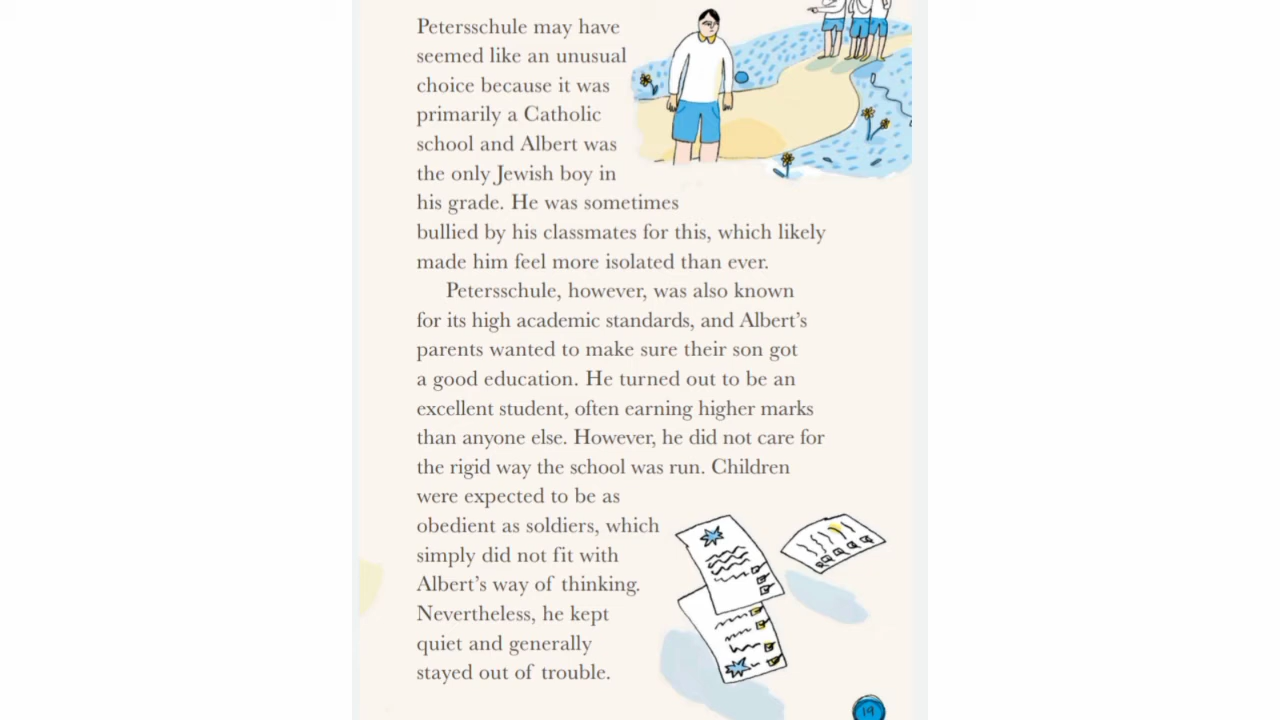 Petersschule may have
seemed like an unusual
choice because it was
primarily a Catholic
school and Albert was
the only Jewish boy in
his grade. He was sometimes
bullied by his classmates for this, which likely
made him feel more isolated than ever.
Petersschule, however, was also known
for its high academic standards, and Albert’s
parents wanted to make sure their son got
a good education. He turned out to be an
excellent student, often earning higher marks
than anyone else. However, he did not care for
the rigid way the school was run. Children
were expected to be as
obedient as soldiers, which
simply did not fit with
Albert’s way of thinking.
Nevertheless, he kept
quiet and generally
stayed out of trouble.
19